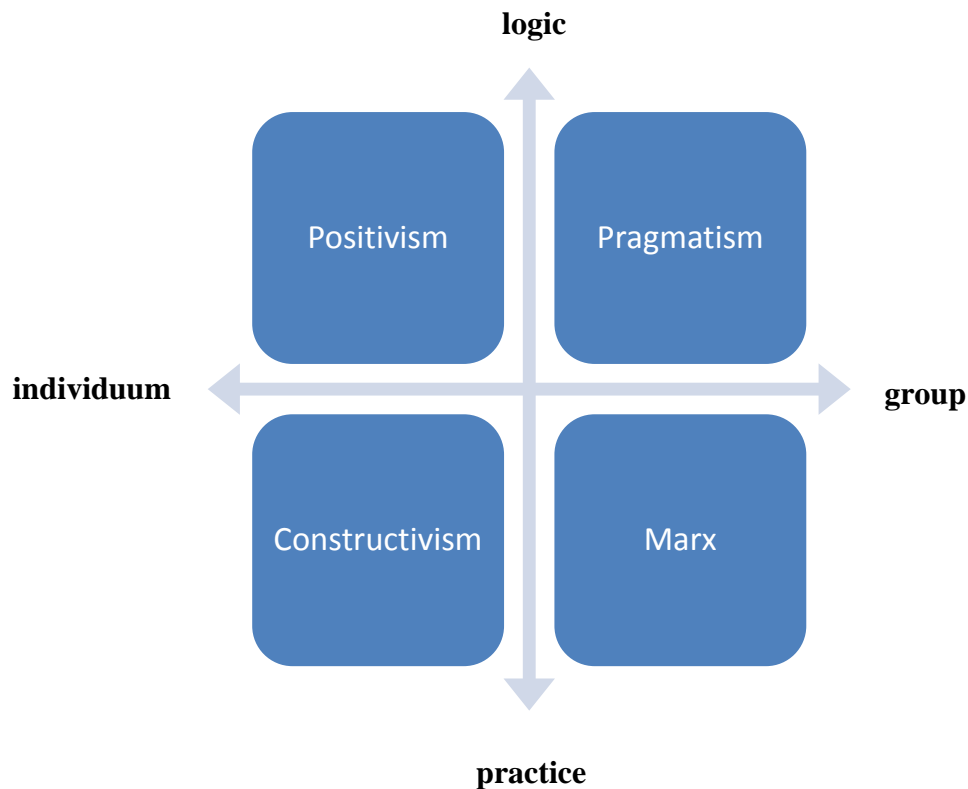 logic
Positivism
Pragmatism
individuum
group
Constructivism
Marx
practice